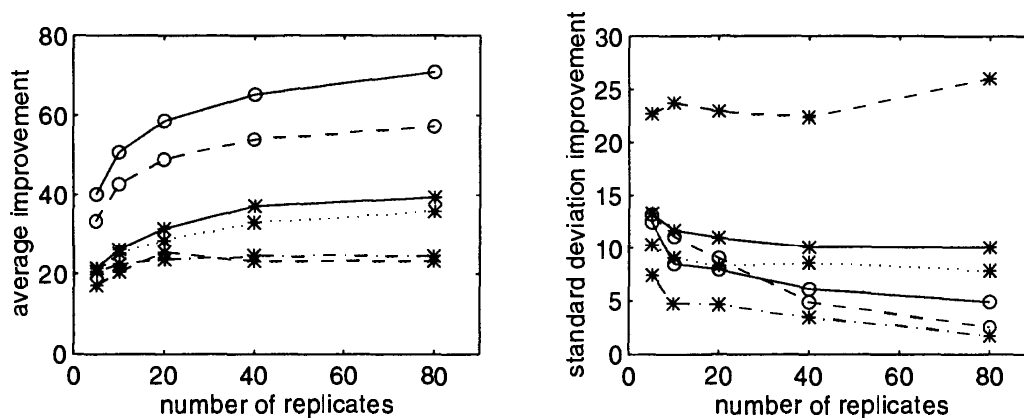 80
60
40
20
0
average improvement
0 20 40 60 80
number of replicates
30
25
20
15
10
5
0
standard deviation improvement
0 20 40 60 80
number of replicates